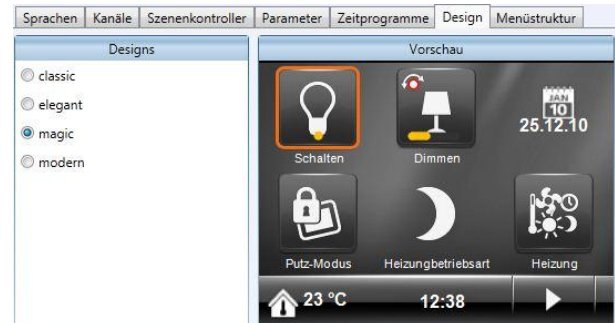 Sprachen Kanäle Szenenkontroller Parameter Zeitprogramme Design Menüstruktur
Designs
classic
elegant
magic
modern
Vorschau
JAN
10
25.12.10
Schalten
Dimmen
Putz-Modus
Heizungbetriebsart
Heizung
23 °C
12:38